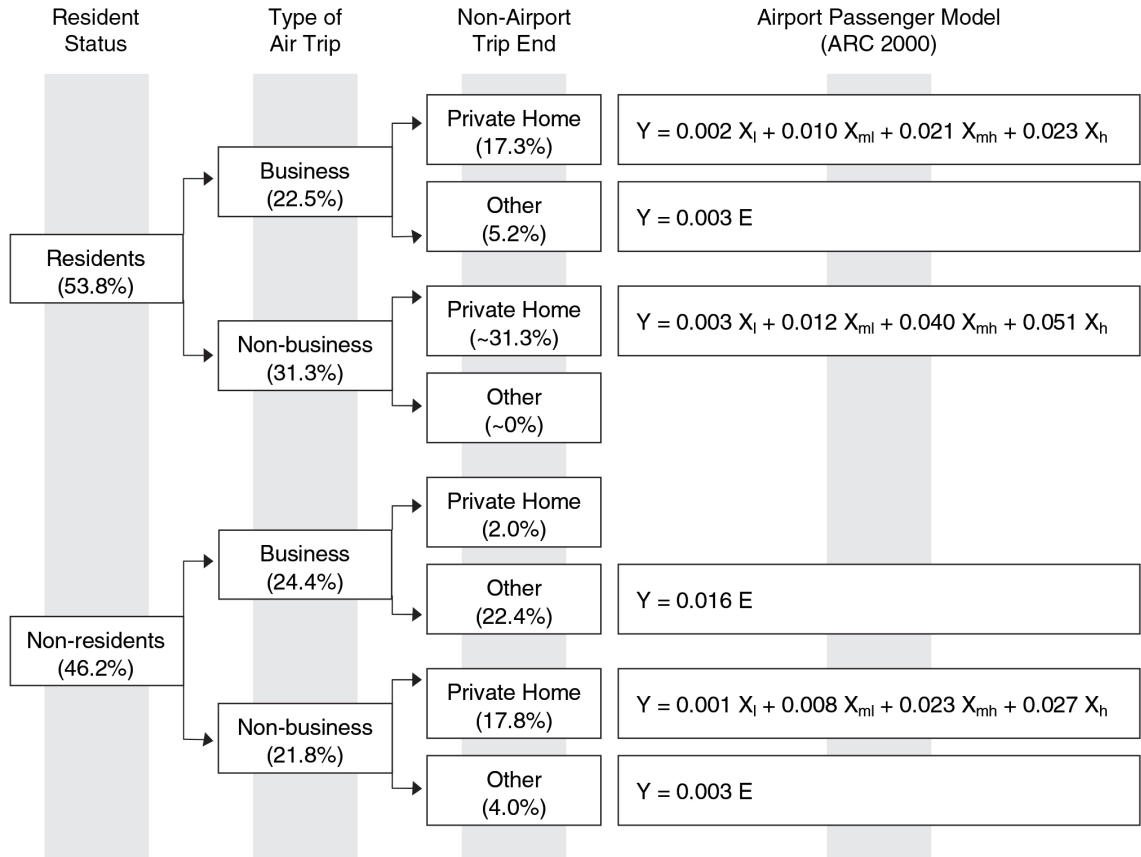 Resident
Status
Type of
Air Trip
Non-Airport
Trip End
Airport Passenger Model
(ARC 2000)
Residents
(53.8%)
Business
(22.5%)
Private Home
(17.3%)
Y = 0.002 Xl + 0.010 Xml + 0.021 Xmh + 0.023 Xh
Other
(5.2%)
Y = 0.003 E
Non-business
(31.3%)
Private Home
(~31.3%)
Y = 0.003 Xl + 0.012 Xml + 0.040 Xmh + 0.051 Xh
Other
(~0%)
Non-residents
(46.2%)
Business
(24.4%)
Private Home
(2.0%)
Other
(22.4%)
Y = 0.016 E
Non-business
(21.8%)
Private Home
(17.8%)
Y = 0.001 Xl + 0.008 Xml + 0.023 Xmh + 0.027 Xh
Other
(4.0%)
Y = 0.003 E